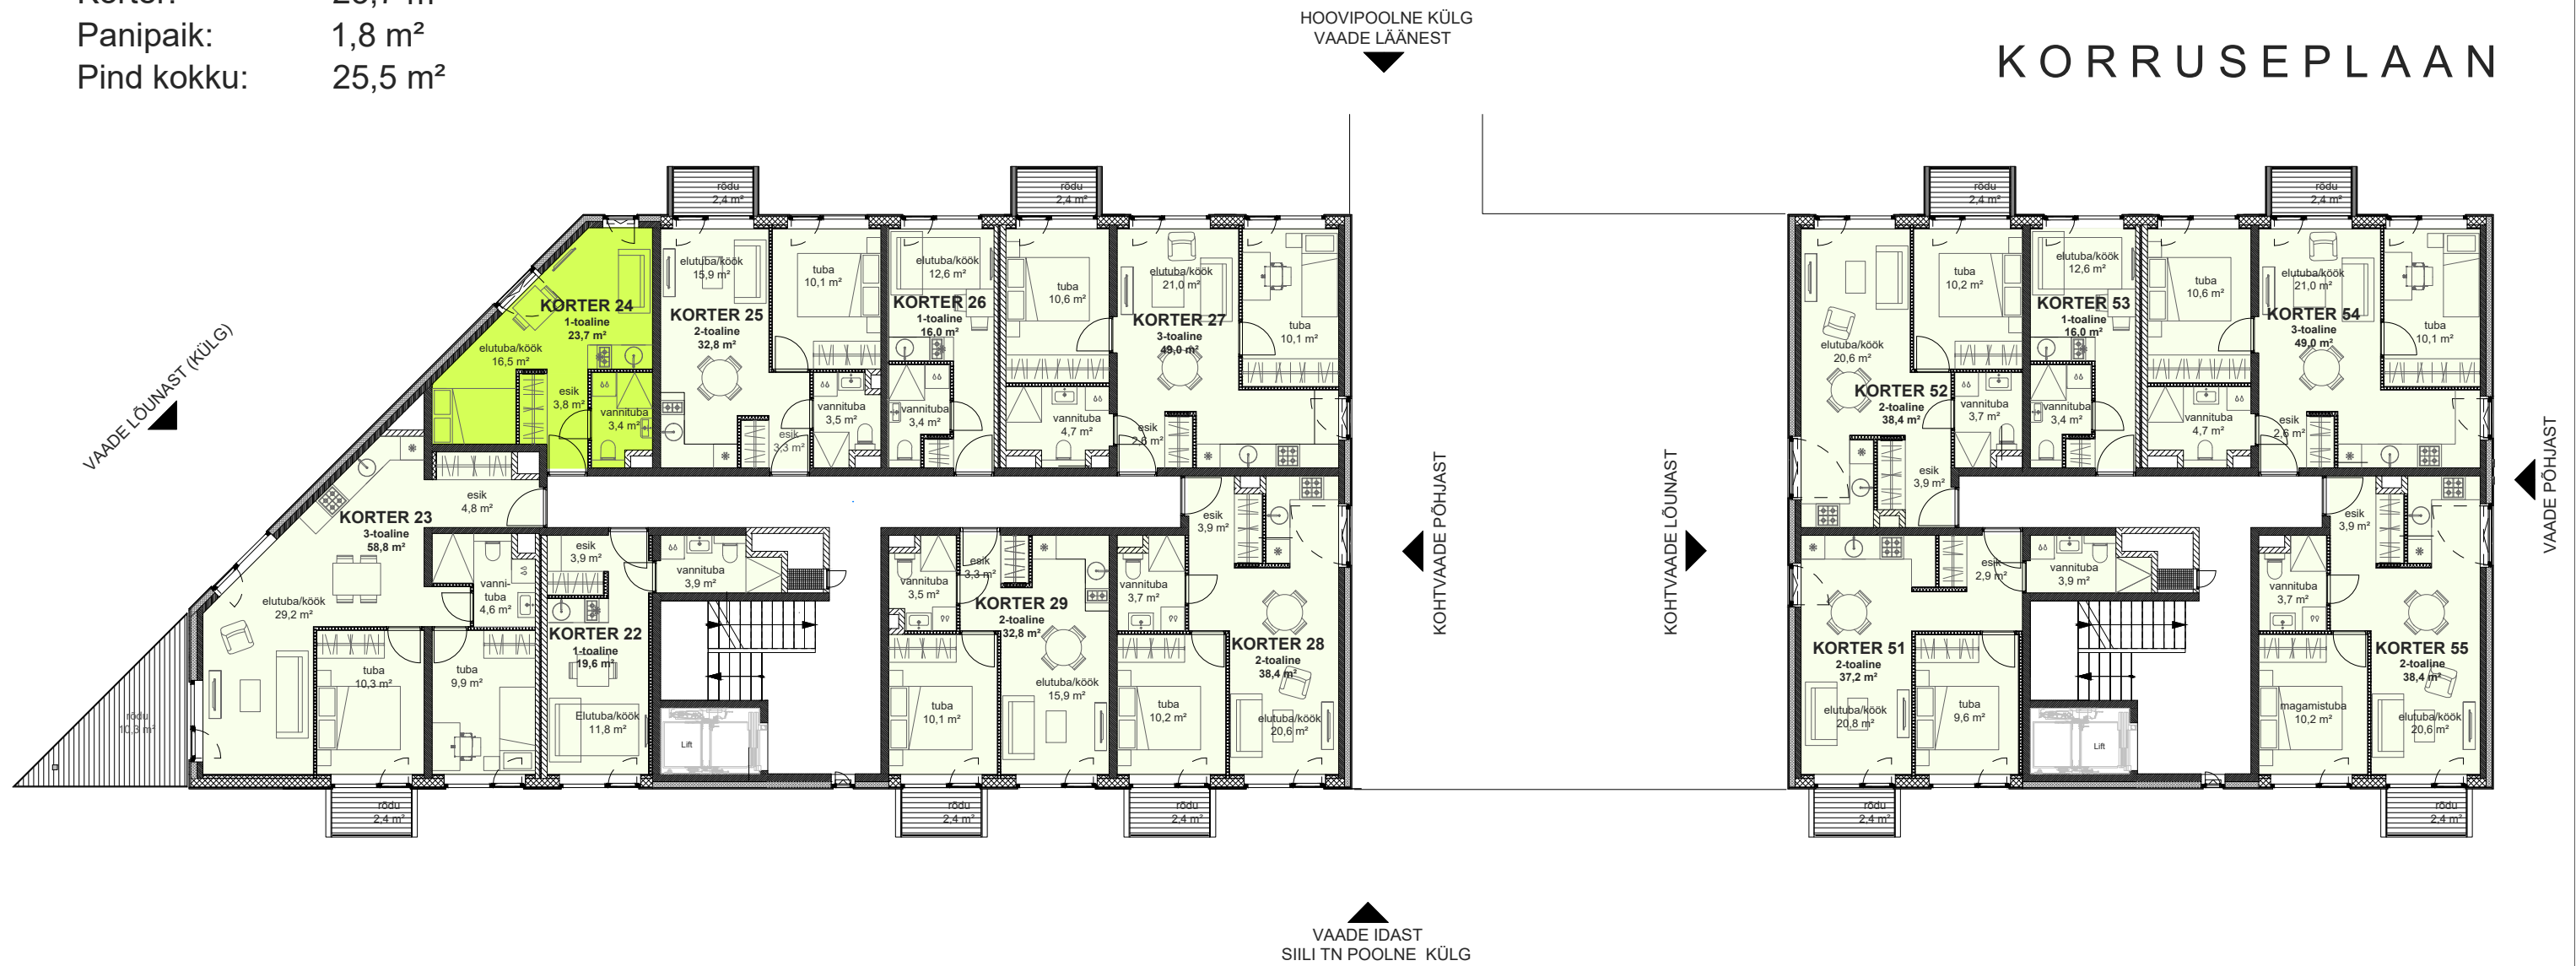 Panipaik: 1,8 m²
Pind kokku: 25,5 m²
HOOVIPOOLNE KÜLG
VAADE LÄÄNEST
KORRUSEPLAAN
VAADE LÕUNAST (KÜLG)
rõdu
2,4 m²
rõdu
2,4 m²
KORTER 24
1-toaline
23,7 m²
elutuba/köök
16,5 m²
esik
3,8 m²
vannituba
3,4 m²
elutuba/köök
15,9 m²
KORTER 25
2-toaline
32,8 m²
tuba
10,1 m²
esik
3,3 m²
vannituba
3,5 m²
elutuba/köök
12,6 m²
KORTER 26
1-toaline
16,0 m²
vannituba
3,4 m²
tuba
10,6 m²
vannituba
4,7 m²
elutuba/köök
21,0 m²
KORTER 27
3-toaline
49,0 m²
tuba
10,1 m²
esik
2,6 m²
esik
4,8 m²
KORTER 23
3-toaline
58,8 m²
elutuba/köök
29,2 m²
vanni-
tuba
4,6 m²
tuba
10,3 m²
tuba
9,9 m²
rõdu
10,3 m²
rõdu
2,4 m²
esik
3,9 m²
KORTER 22
1-toaline
19,6 m²
Elutuba/köök
11,8 m²
vannituba
3,9 m²
Lift
vannituba
3,5 m²
esik
3,3 m²
KORTER 29
2-toaline
32,8 m²
elutuba/köök
15,9 m²
tuba
10,1 m²
rõdu
2,4 m²
esik
3,9 m²
vannituba
3,7 m²
KORTER 28
2-toaline
38,4 m²
tuba
10,2 m²
elutuba/köök
20,6 m²
rõdu
2,4 m²
KOHTVAADE PÕHJAST
KOHTVAADE LÕUNAST
rõdu
2,4 m²
rõdu
2,4 m²
elutuba/köök
20,6 m²
KORTER 52
2-toaline
38,4 m²
tuba
10,2 m²
vannituba
3,7 m²
esik
3,9 m²
elutuba/köök
12,6 m²
KORTER 53
1-toaline
16,0 m²
vannituba
3,4 m²
tuba
10,6 m²
vannituba
4,7 m²
elutuba/köök
21,0 m²
KORTER 54
3-toaline
49,0 m²
tuba
10,1 m²
esik
2,6 m²
esik
2,9 m²
vannituba
3,9 m²
KORTER 51
2-toaline
37,2 m²
elutuba/köök
20,8 m²
tuba
9,6 m²
rõdu
2,4 m²
Lift
esik
3,9 m²
vannituba
3,7 m²
KORTER 55
2-toaline
38,4 m²
magamistuba
10,2 m²
elutuba/köök
20,6 m²
rõdu
2,4 m²
VAADE PÕHJAST
VAADE IDAST
SIILI TN POOLNE KÜLG